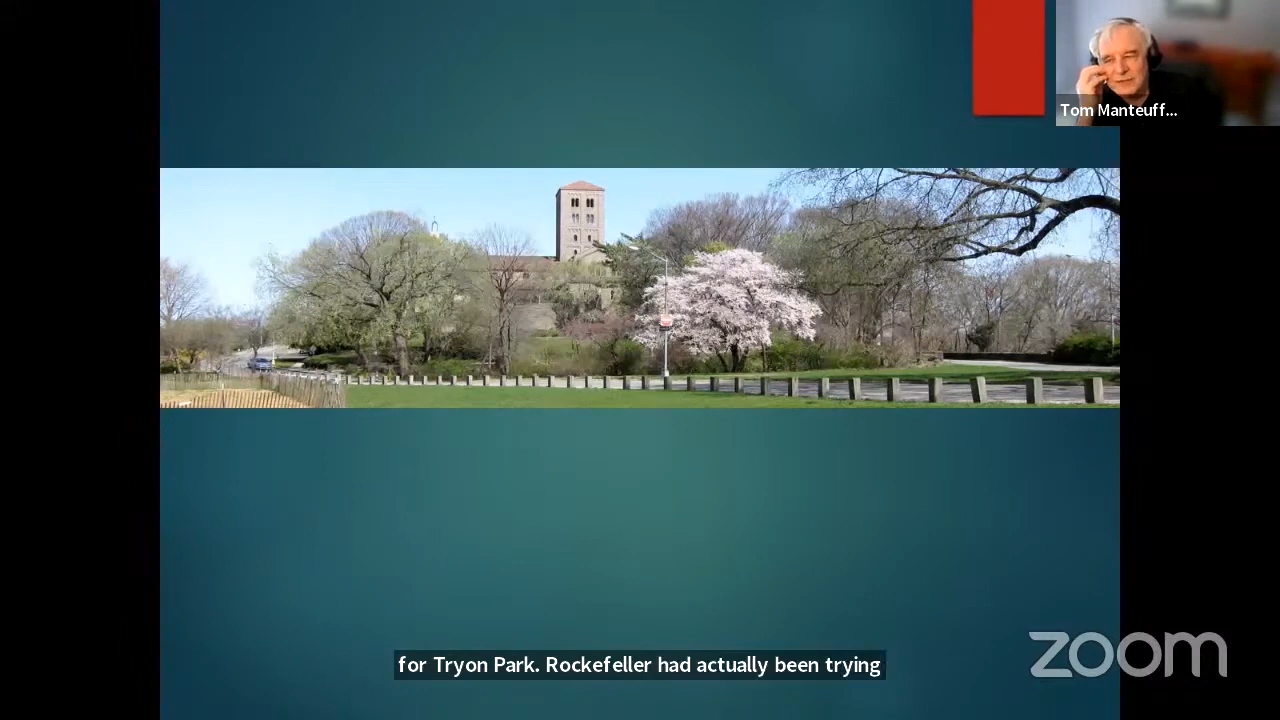 Tom Manteuff...
for Tryon Park. Rockefeller had actually been trying
zoom